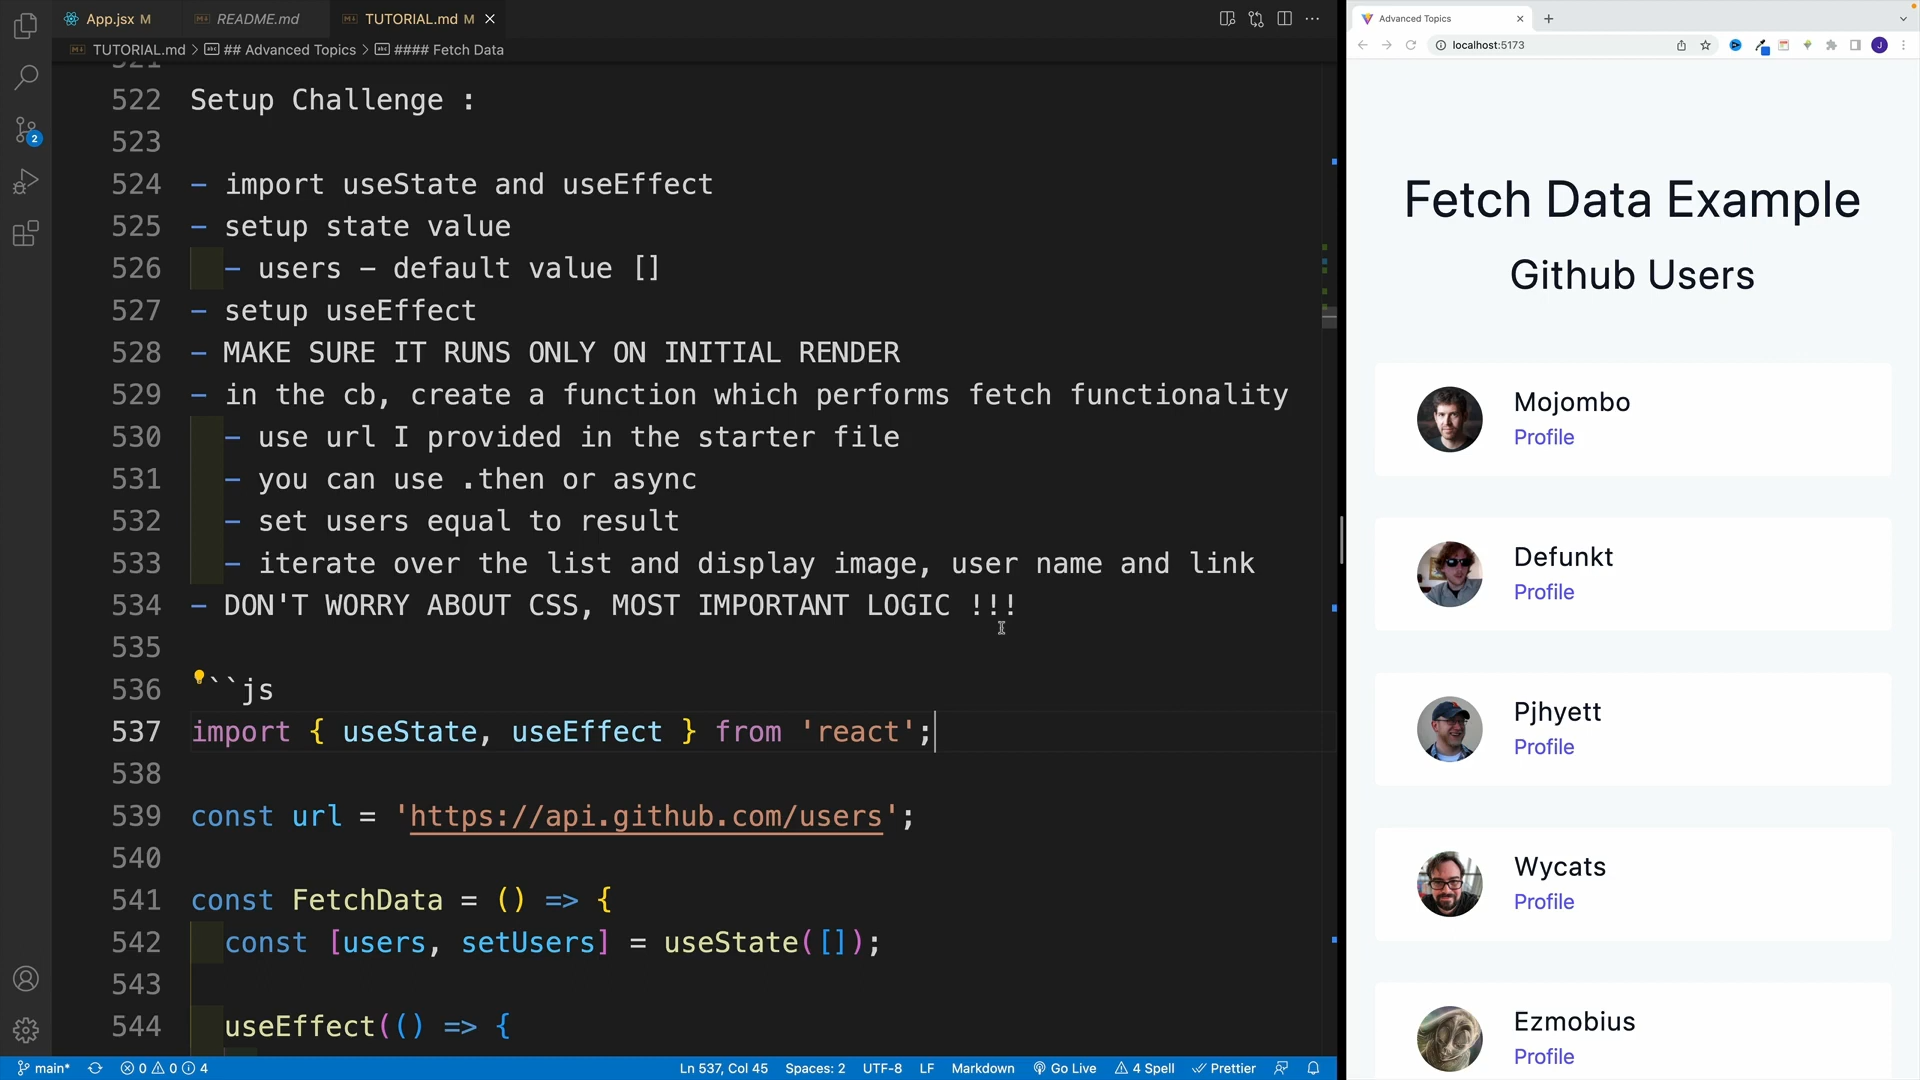 App.jsx M
README.md
TUTORIAL.md M
TUTORIAL.md > ## Advanced Topics > #### Fetch Data
521
522 Setup Challenge :
523
524 - import useState and useEffect
525 - setup state value
526 - users - default value []
527 - setup useEffect
528 - MAKE SURE IT RUNS ONLY ON INITIAL RENDER
529 - in the cb, create a function which performs fetch functionality
530 - use url I provided in the starter file
531 - you can use .then or async
532 - set users equal to result
533 - iterate over the list and display image, user name and link
534 - DON'T WORRY ABOUT CSS, MOST IMPORTANT LOGIC !!!
535
536 ```js
537 import { useState, useEffect } from 'react';
538
539 const url = 'https://api.github.com/users';
540
541 const FetchData = () => {
542 const [users, setUsers] = useState([]);
543
544 useEffect(() => {
2
main*
0 0 4
Ln 537, Col 45
Spaces: 2
UTF-8
LF
Markdown
Go Live
4 Spell
Prettier
Advanced Topics
localhost:5173
J
Fetch Data Example
Github Users
Mojombo
Profile
Defunkt
Profile
Pjhyett
Profile
Wycats
Profile
Ezmobius
Profile